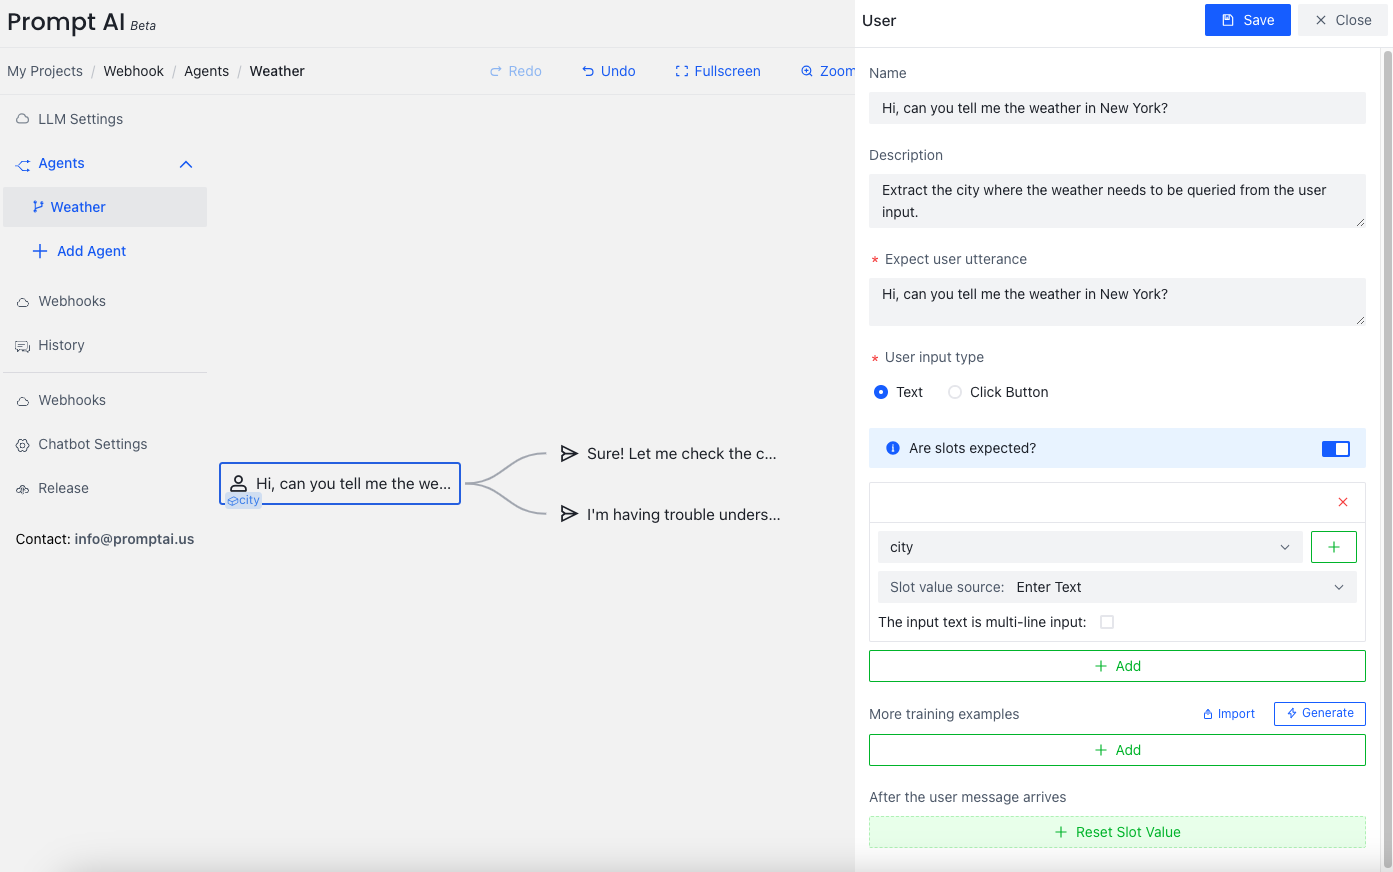 Prompt AI Beta
My Projects / Webhook / Agents / Weather
Redo
Undo
Fullscreen
Zoom
LLM Settings
Agents
Weather
Add Agent
Webhooks
History
Webhooks
Chatbot Settings
Release
Contact: info@promptai.us
Hi, can you tell me the we...
city
Sure! Let me check the c...
I'm having trouble unders...
User
Save
Close
Name
Hi, can you tell me the weather in New York?
Description
Extract the city where the weather needs to be queried from the user
input.
* Expect user utterance
Hi, can you tell me the weather in New York?
* User input type
Text
Click Button
Are slots expected?
city
Slot value source: Enter Text
The input text is multi-line input:
Add
More training examples
Import
Generate
Add
After the user message arrives
Reset Slot Value